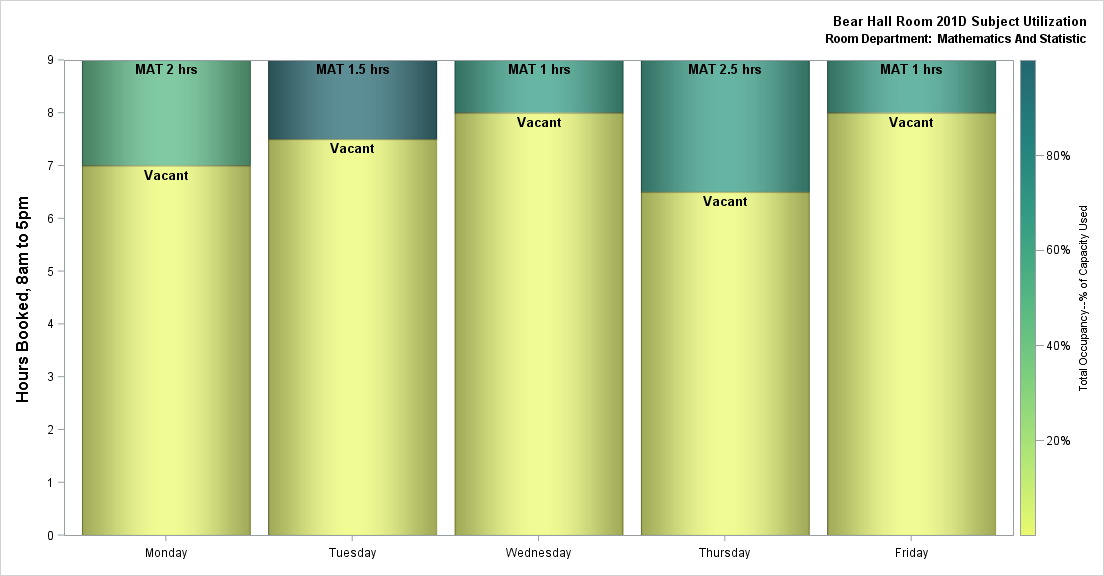 Bear Hall Room 201D Subject Utilization
Room Department: Mathematics And Statistic
Hours Booked, 8am to 5pm
9
8
7
6
5
4
3
2
1
0
MAT 2 hrs
Vacant
MAT 1.5 hrs
Vacant
MAT 1 hrs
Vacant
MAT 2.5 hrs
Vacant
MAT 1 hrs
Vacant
Monday
Tuesday
Wednesday
Thursday
Friday
80%
60%
40%
20%
Total Occupancy--% of Capacity Used